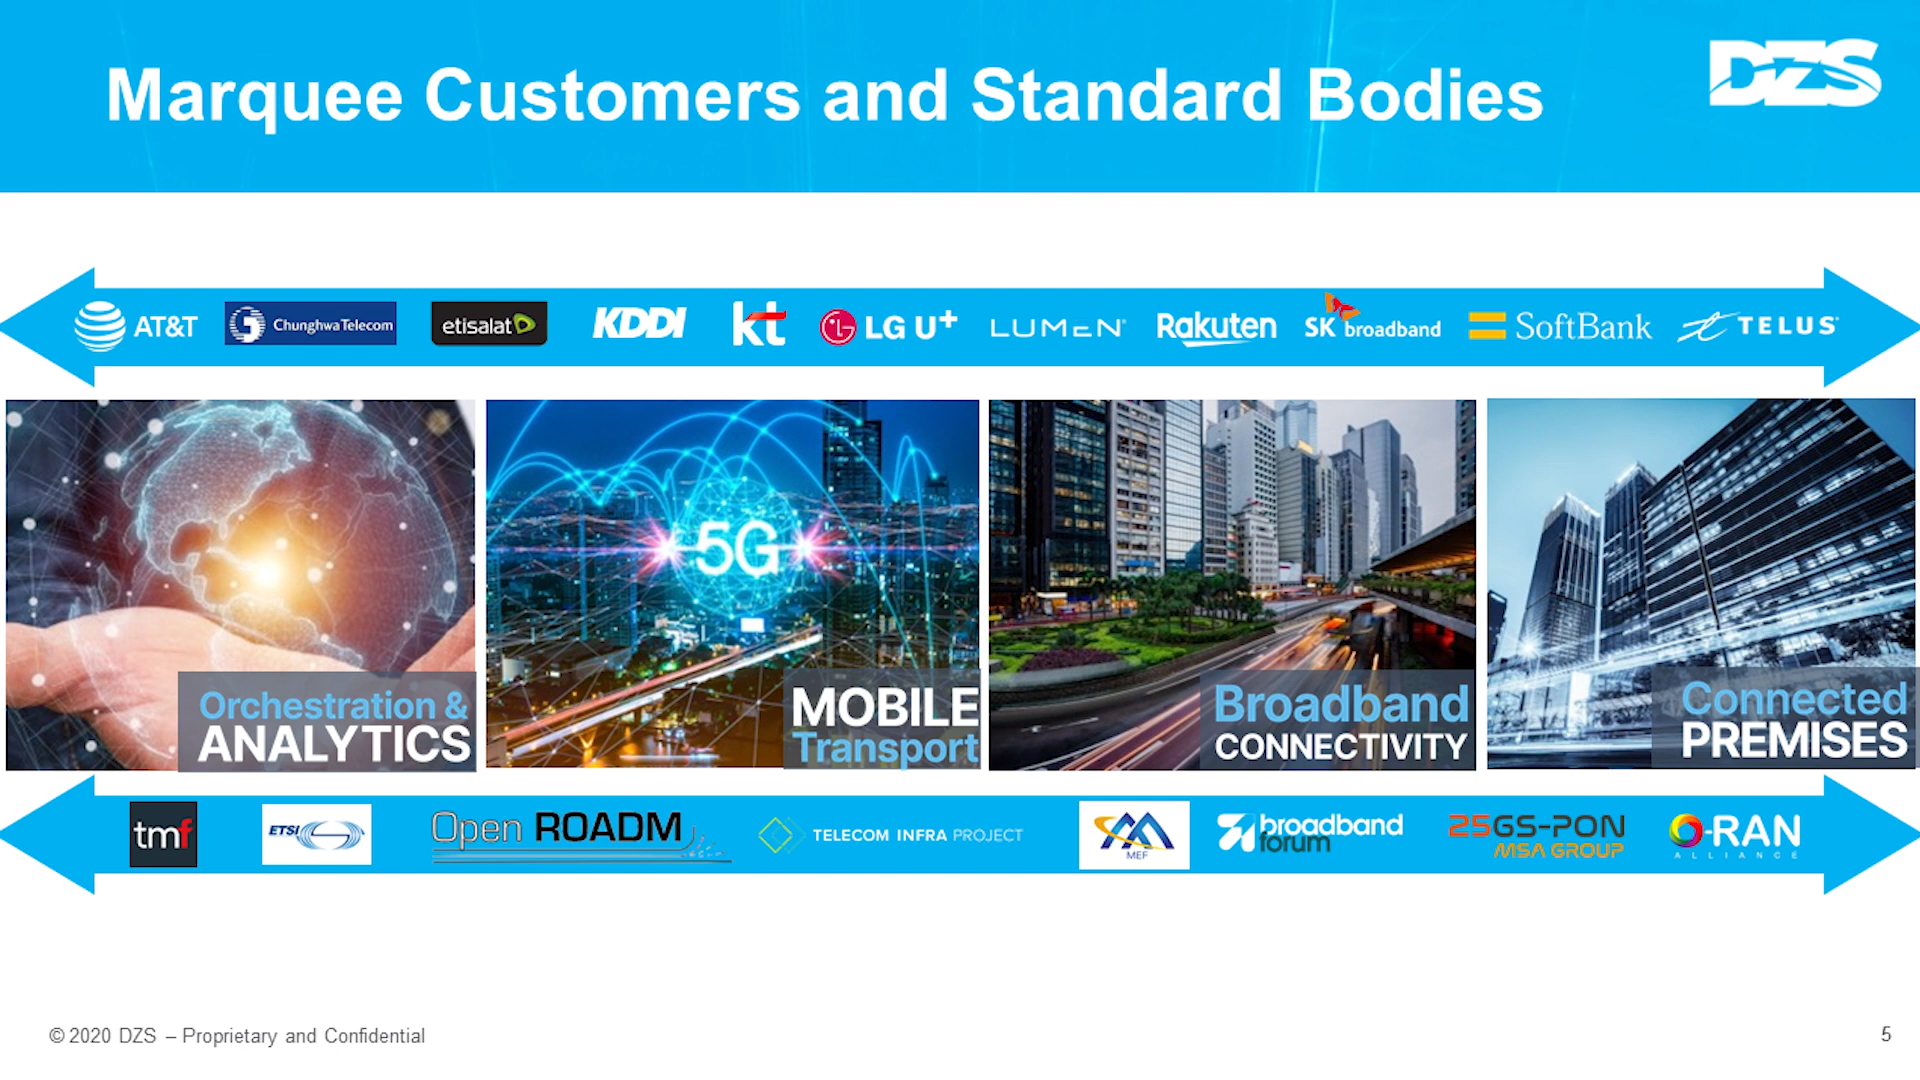 Marquee Customers and Standard Bodies
DZS
AT&T
Chunghwa Telecom
etisalat
KDDI
kt
LG U+
LUMEN®
Rakuten
SK broadband
SoftBank
TELUS®
5G
Orchestration &
ANALYTICS
MOBILE
Transport
Broadband
CONNECTIVITY
Connected
PREMISES
tmf
ETSI
Open ROADM
TELECOM INFRA PROJECT
MEF
broadband
forum
25GS-PON
MSA GROUP
O-RAN
ALLIANCE
© 2020 DZS – Proprietary and Confidential
5